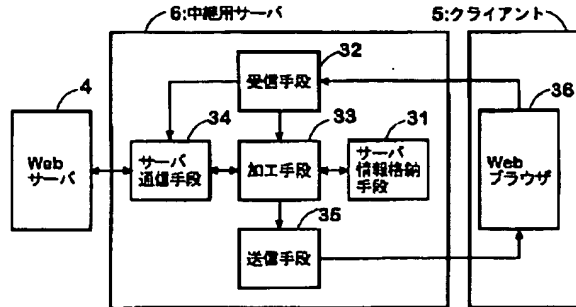 6:中継用サーバ
5:クライアント
32
受信手段
4
Web
サーバ
34
サーバ
通信手段
33
加工手段
31
サーバ
情報格納
手段
36
Web
ブラウザ
35
送信手段